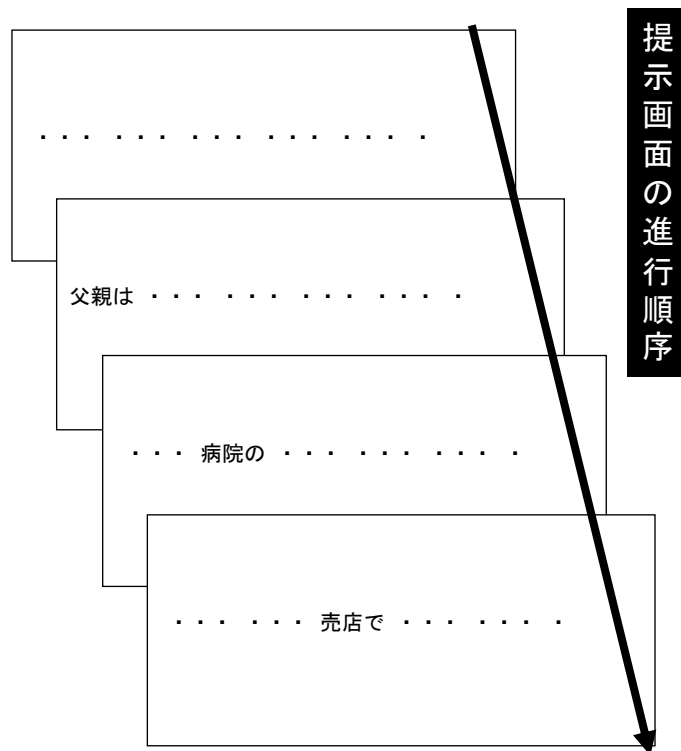 提示画面の進行順序
・・・ ・・・ ・・・ ・・・ ・・・ ・
父親は ・・・ ・・・ ・・・ ・・・ ・
・・・ 病院の ・・・ ・・・ ・・・ ・
・・・ ・・・ 売店で ・・・ ・・・ ・